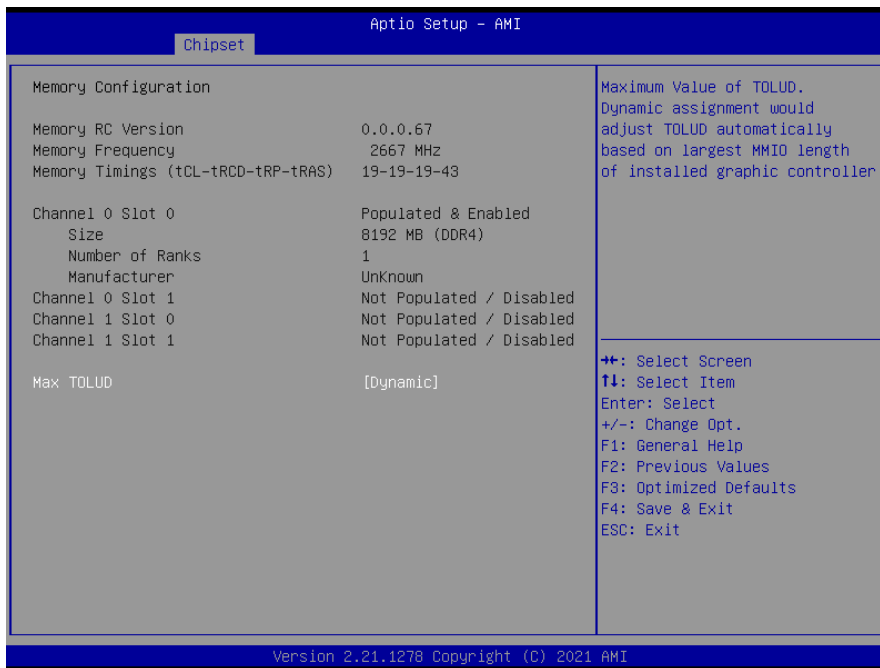 Aptio Setup – AMI
Chipset
Memory Configuration
Memory RC Version 0.0.0.67
Memory Frequency 2667 MHz
Memory Timings (tCL-tRCD-tRP-tRAS) 19-19-19-43
Channel 0 Slot 0 Populated & Enabled
Size 8192 MB (DDR4)
Number of Ranks 1
Manufacturer UnKnown
Channel 0 Slot 1 Not Populated / Disabled
Channel 1 Slot 0 Not Populated / Disabled
Channel 1 Slot 1 Not Populated / Disabled
Max TOLUD [Dynamic]
Maximum Value of TOLUD.
Dynamic assignment would
adjust TOLUD automatically
based on largest MMIO length
of installed graphic controller
→←: Select Screen
↑↓: Select Item
Enter: Select
+/-: Change Opt.
F1: General Help
F2: Previous Values
F3: Optimized Defaults
F4: Save & Exit
ESC: Exit
Version 2.21.1278 Copyright (C) 2021 AMI